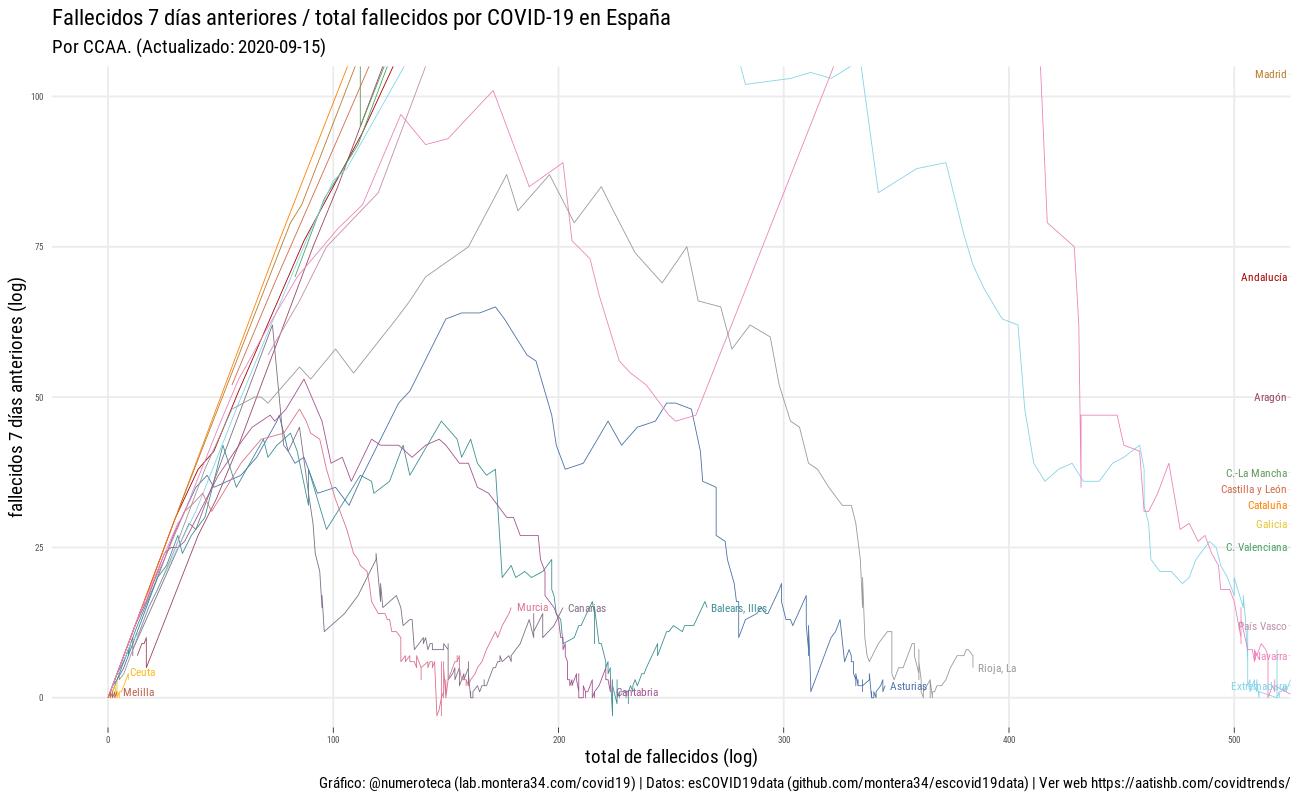 Fallecidos 7 días anteriores / total fallecidos por COVID-19 en España
Por CCAA. (Actualizado: 2020-09-15)
fallecidos 7 días anteriores (log)
100
75
50
25
0
Madrid
Andalucía
Aragón
C.-La Mancha
Castilla y León
Cataluña
Galicia
C. Valenciana
País Vasco
Navarra
Extremadura
Murcia
Canarias
Balears, Illes
Rioja, La
Asturias
Cantabria
Ceuta
Melilla
0
100
200
300
400
500
total de fallecidos (log)
Gráfico: @numeroteca (lab.montera34.com/covid19) | Datos: esCOVID19data (github.com/montera34/escovid19data) | Ver web https://aatishb.com/covidtrends/